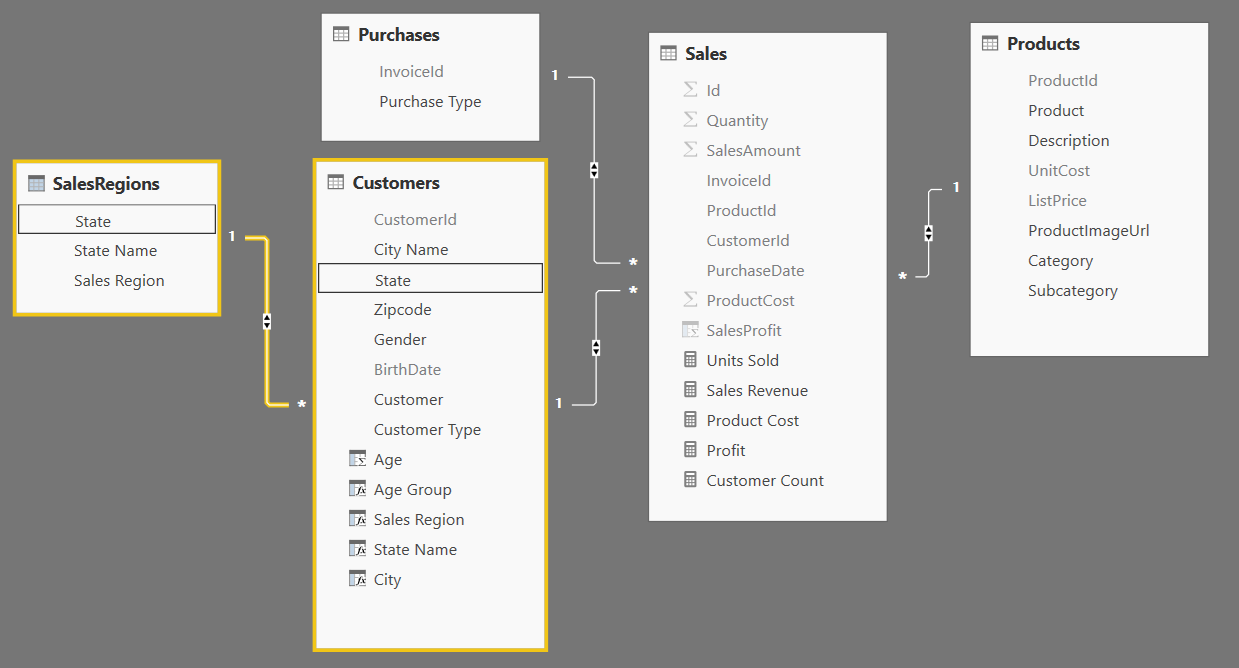 Purchases
InvoiceId
Purchase Type
SalesRegions
State
State Name
Sales Region
Customers
CustomerId
City Name
State
Zipcode
Gender
BirthDate
Customer
Customer Type
Age
Age Group
Sales Region
State Name
City
Sales
Id
Quantity
SalesAmount
InvoiceId
ProductId
CustomerId
PurchaseDate
ProductCost
SalesProfit
Units Sold
Sales Revenue
Product Cost
Profit
Customer Count
Products
ProductId
Product
Description
UnitCost
ListPrice
ProductImageUrl
Category
Subcategory
1
*
1
*
1
*
1
*